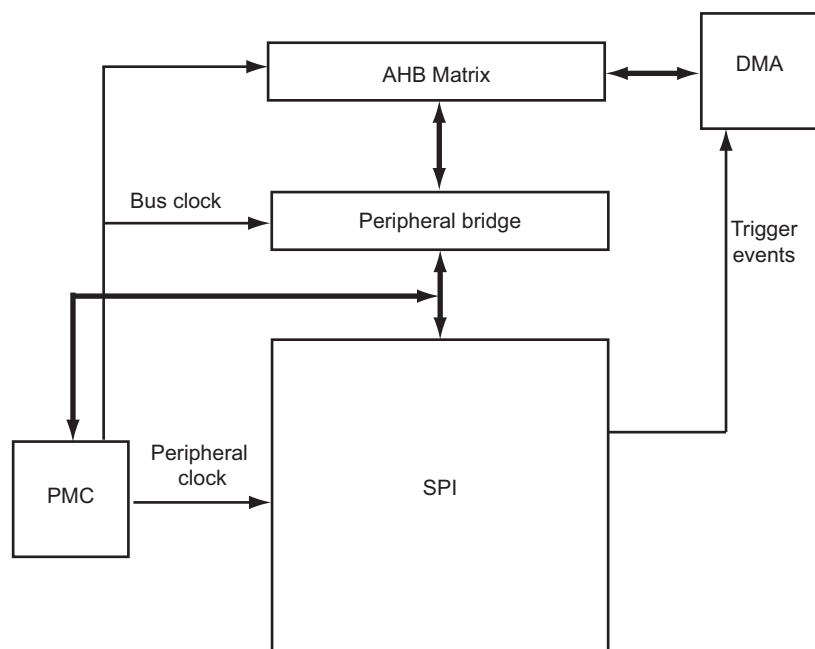 AHB Matrix
DMA
Bus clock
Peripheral bridge
Trigger
events
Peripheral
clock
PMC
SPI